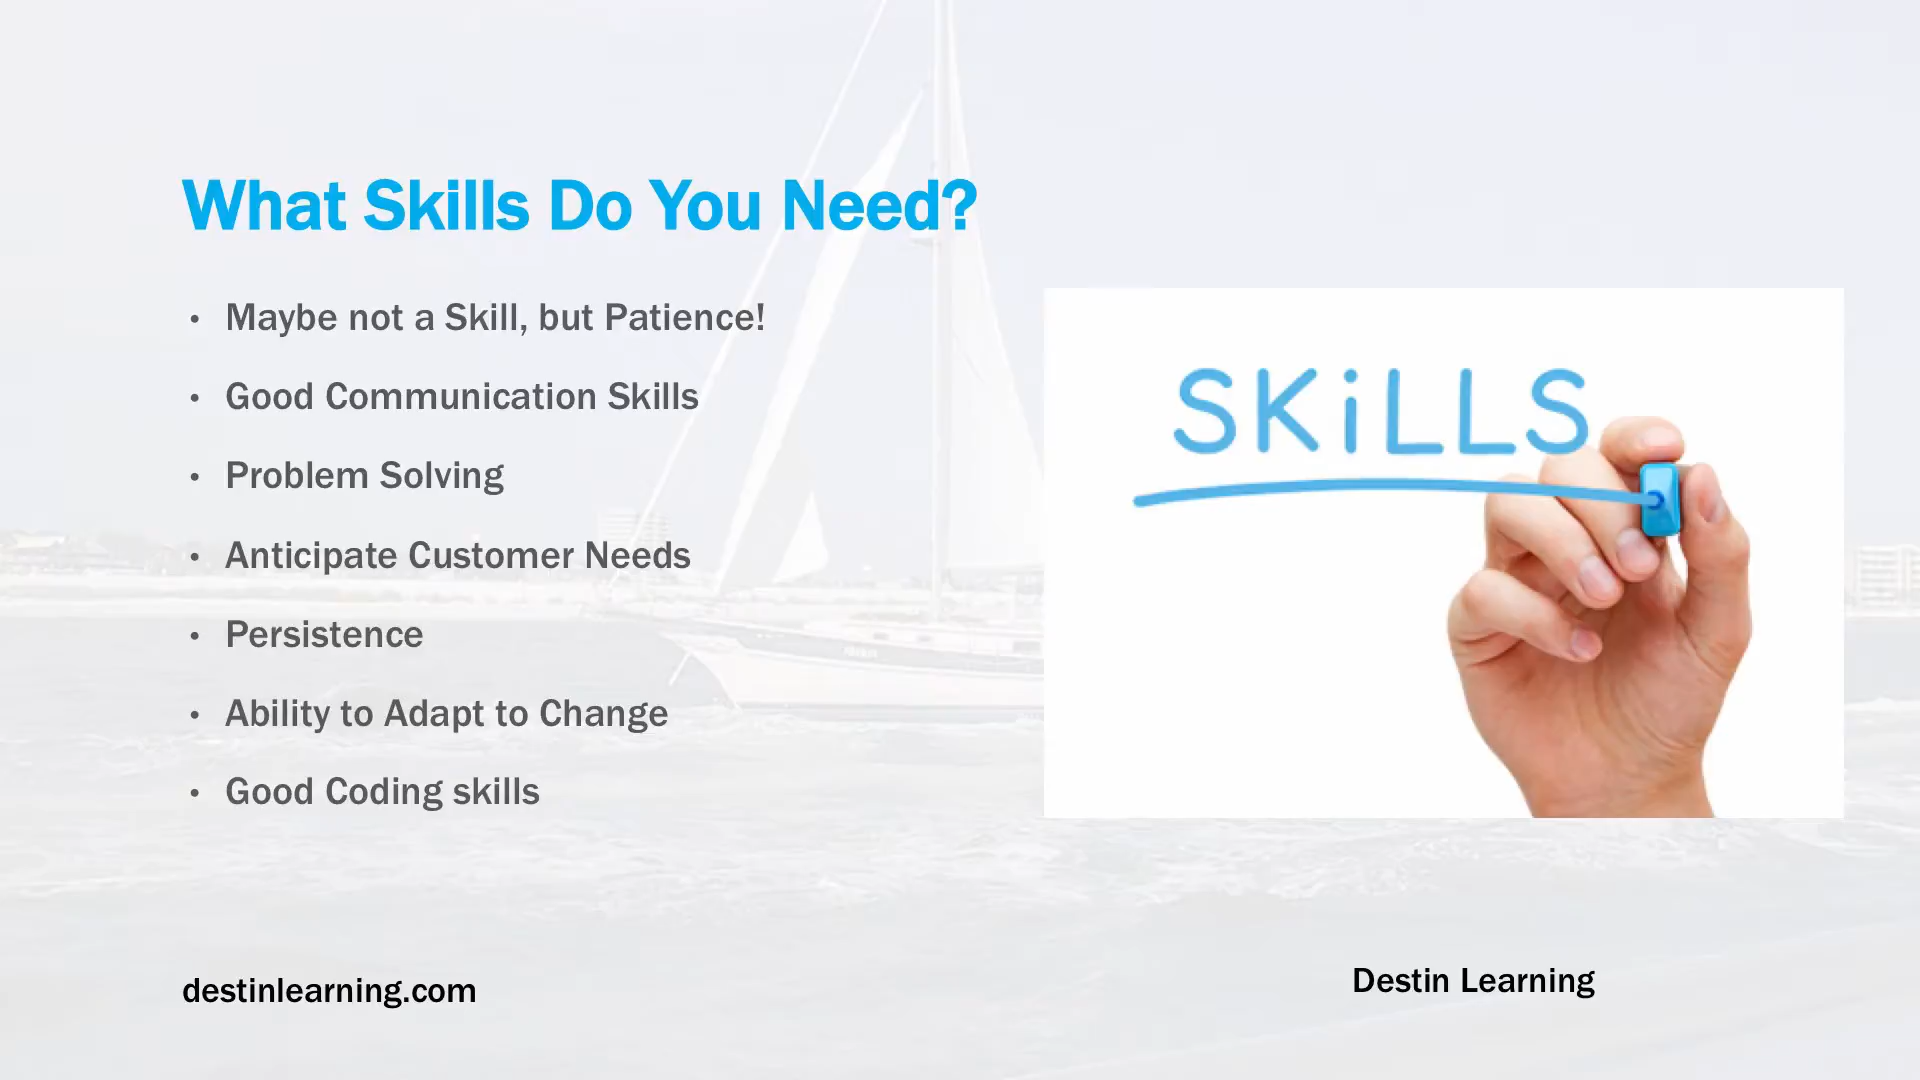 What Skills Do You Need?
• Maybe not a Skill, but Patience!
• Good Communication Skills
• Problem Solving
• Anticipate Customer Needs
• Persistence
• Ability to Adapt to Change
• Good Coding skills
SKiLLS
destinlearning.com
Destin Learning